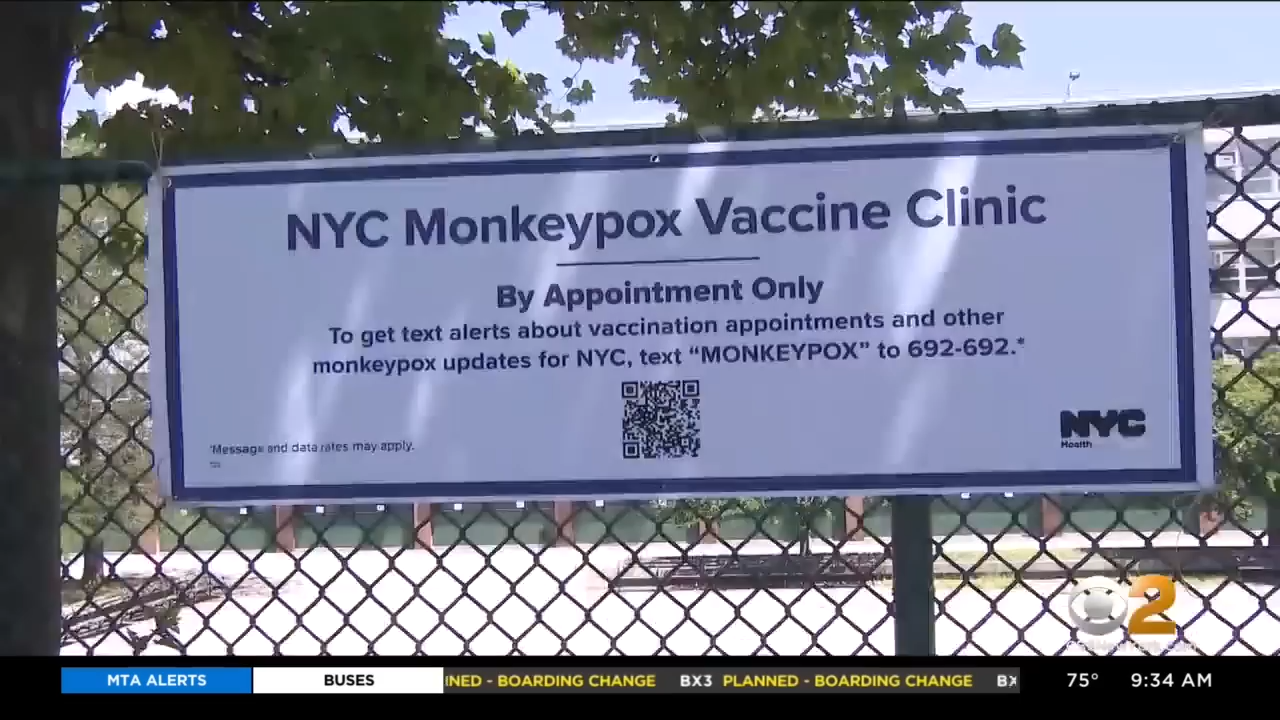 NYC Monkeypox Vaccine Clinic
By Appointment Only
To get text alerts about vaccination appointments and other
monkeypox updates for NYC, text “MONKEYPOX” to 692-692.*
*Message and data rates may apply.
NYC
Health
2
MTA ALERTS
BUSES
INED - BOARDING CHANGE BX3 PLANNED - BOARDING CHANGE BX
75° 9:34 AM